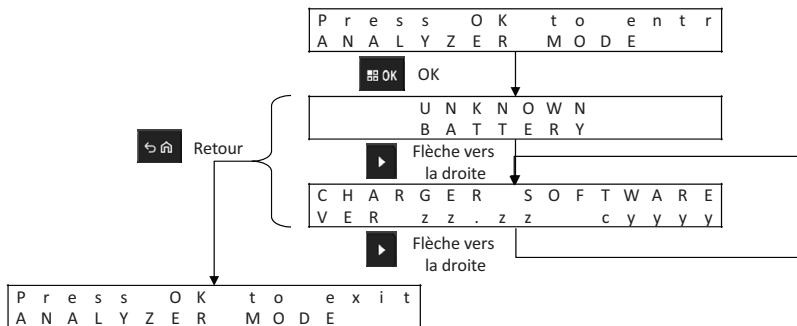 Press OK to entr
ANALYZER MODE
OK OK
UNKNOWN
BATTERY
Retour
Flèche vers
la droite
CHARGER SOFTWARE
VER zz.zz cyyyy
Flèche vers
la droite
Press OK to exit
ANALYZER MODE